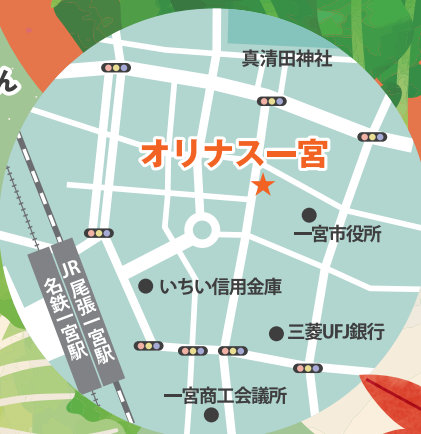 真清田神社
ん
オリナス一宮
一宮市役所
いちい信用金庫
JR尾張一宮駅
名鉄一宮駅
三菱UFJ銀行
一宮商工会議所